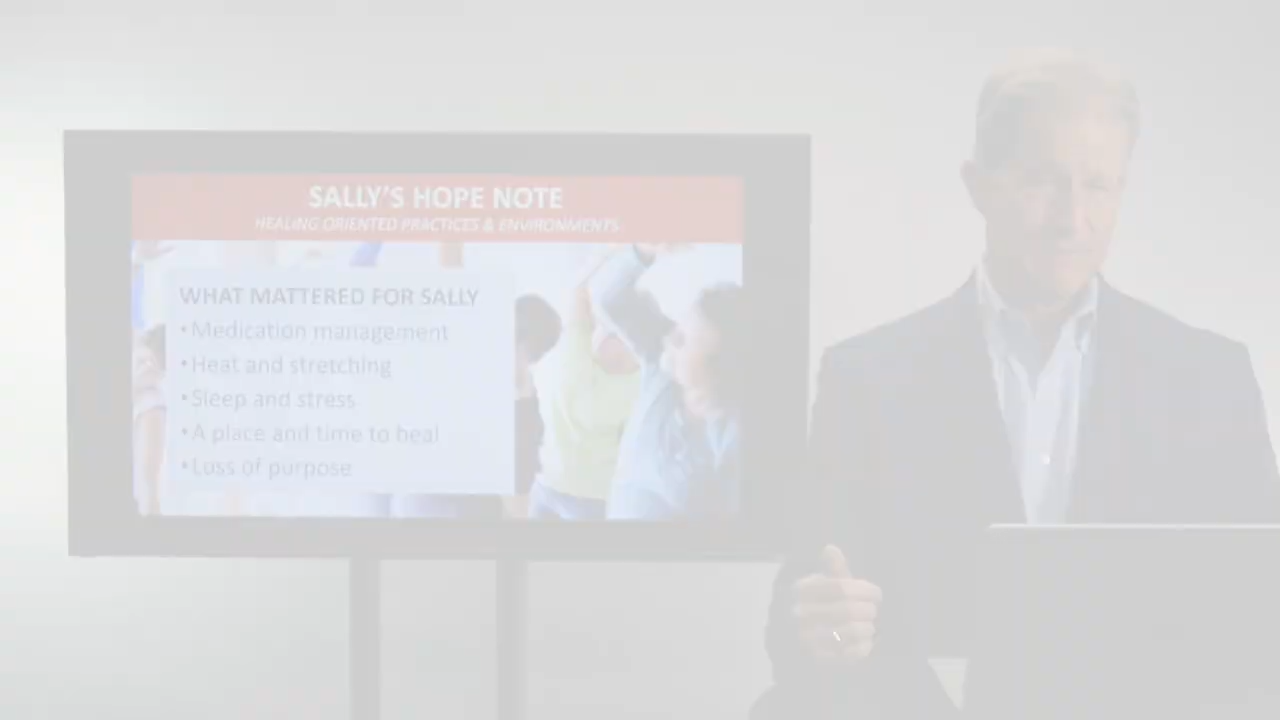 SALLY'S HOPE NOTE
HEALING ORIENTED PRACTICES & ENVIRONMENTS
WHAT MATTERED FOR SALLY
• Medication management
• Heat and stretching
• Sleep and stress
• A place and time to heal
• Loss of purpose